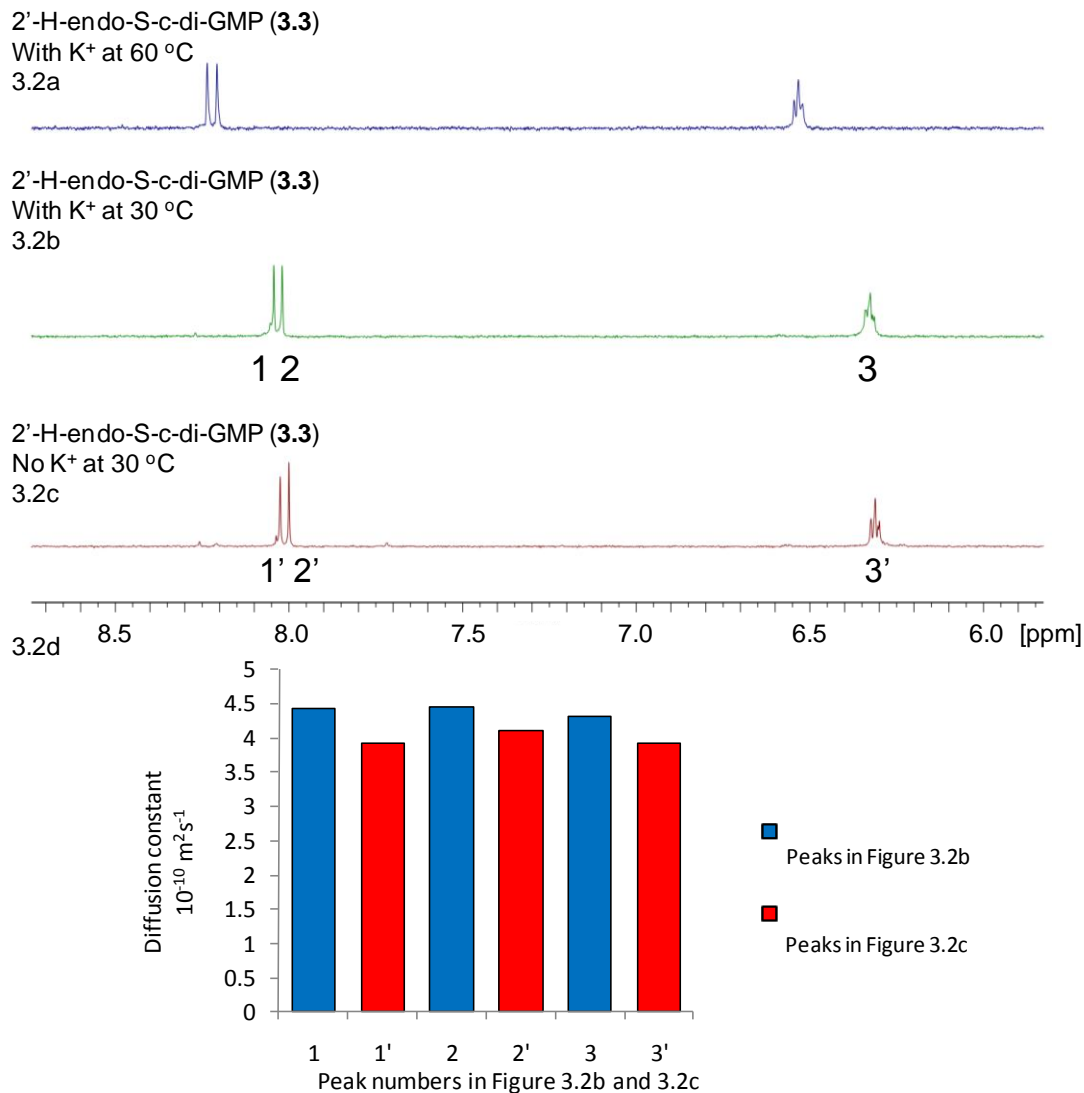 2'-H-endo-S-c-di-GMP (3.3)
With K⁺ at 60 ºC
3.2a
2'-H-endo-S-c-di-GMP (3.3)
With K⁺ at 30 ºC
3.2b
1 2 3
2'-H-endo-S-c-di-GMP (3.3)
No K⁺ at 30 ºC
3.2c
1' 2' 3'
8.5 8.0 7.5 7.0 6.5 6.0 [ppm]
3.2d
5
4.5
4
3.5
3
2.5
2
1.5
1
0.5
0
Diffusion constant
10⁻¹⁰ m² s⁻¹
1 1' 2 2' 3 3'
Peak numbers in Figure 3.2b and 3.2c
Peaks in Figure 3.2b
Peaks in Figure 3.2c